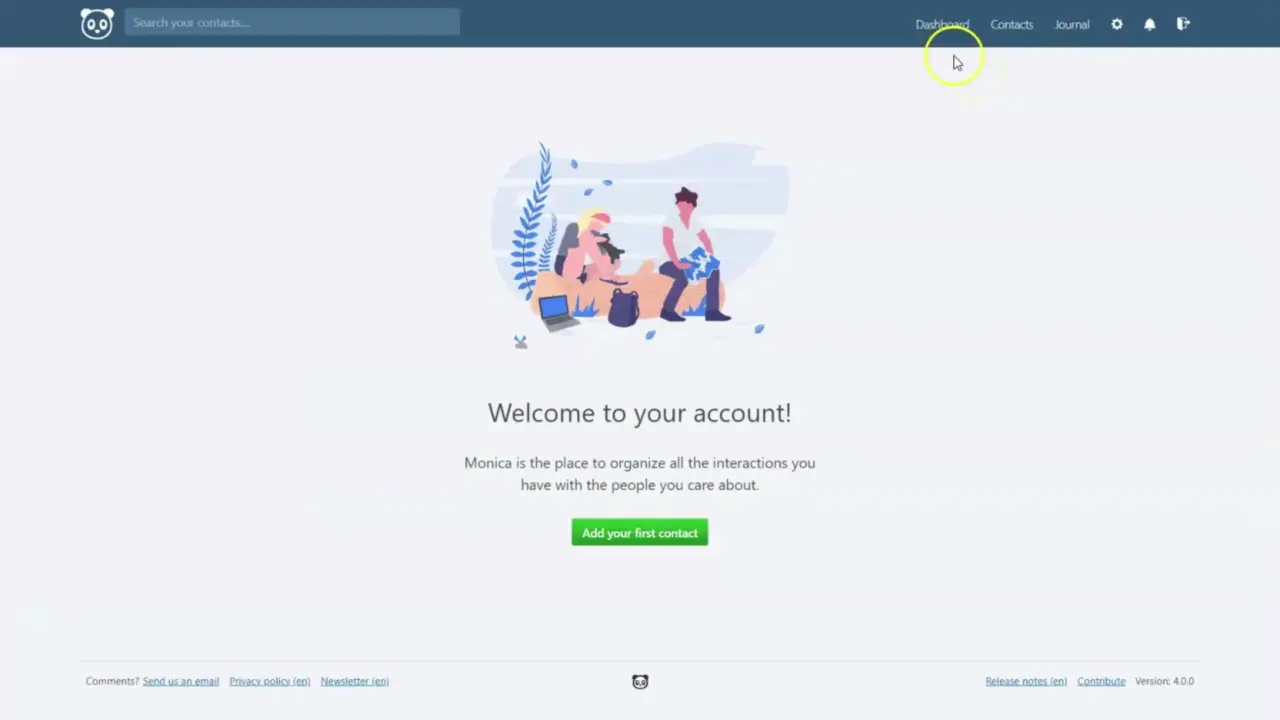 Search your contacts...
Dashboard Contacts Journal
Welcome to your account!
Monica is the place to organize all the interactions you
have with the people you care about.
Add your first contact
Comments? Send us an email Privacy policy (en) Newsletter (en) Release notes (en) Contribute Version: 4.0.0